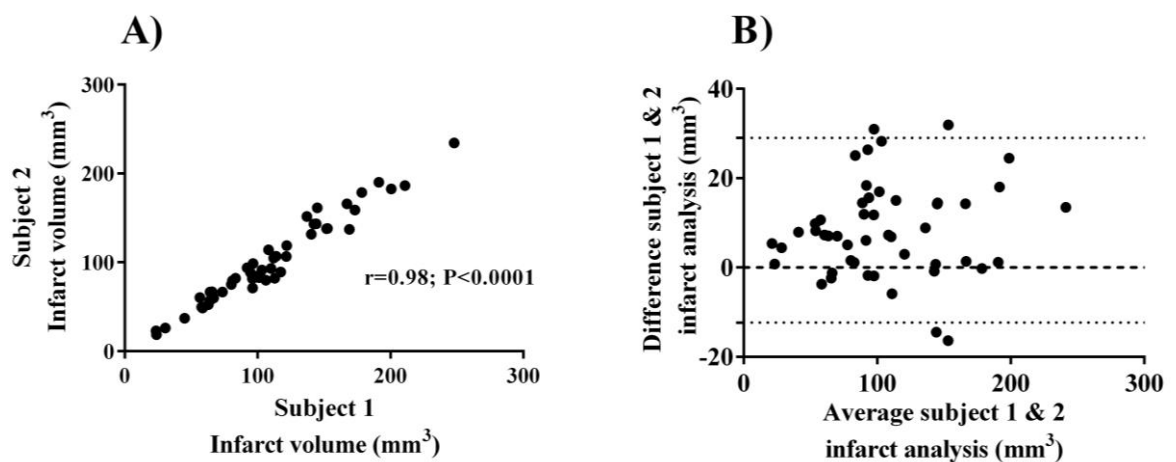 A)
Subject 2
Infarct volume (mm³)
300
200
100
0
r=0.98; P<0.0001
0 100 200 300
Subject 1
Infarct volume (mm³)
B)
Difference subject 1 & 2
infarct analysis (mm³)
40
20
0
-20
0 100 200 300
Average subject 1 & 2
infarct analysis (mm³)